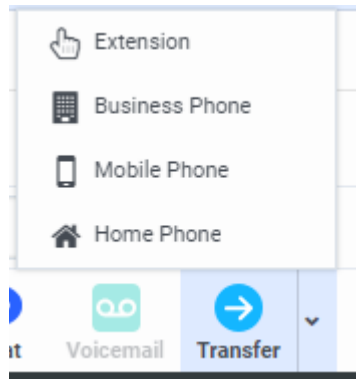 Extension
Business Phone
Mobile Phone
Home Phone
Voicemail
Transfer